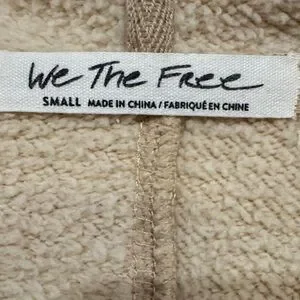 We The Free
SMALL MADE IN CHINA / FABRIQUÉ EN CHINE